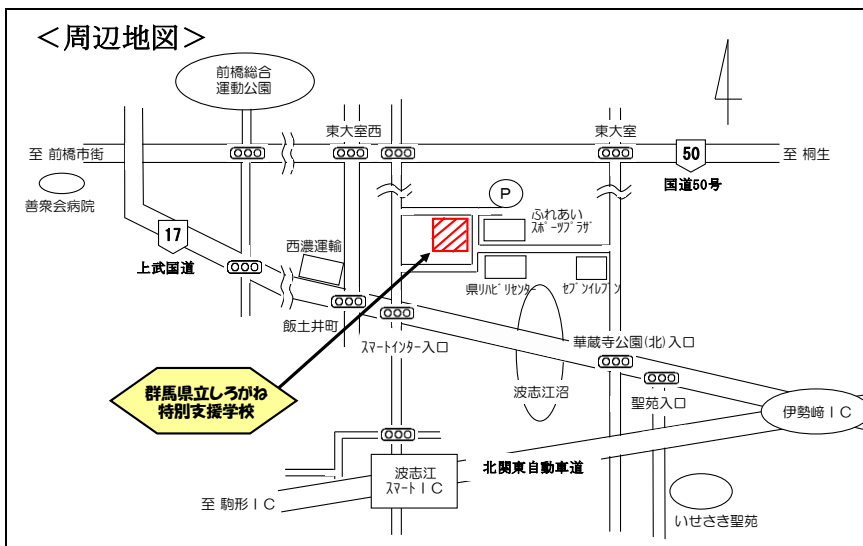 ＜周辺地図＞
前橋総合
運動公園
東大室西
東大室
至 前橋市街
50
至 桐生
国道50号
善衆会病院
P
ふれあい
ｽﾎﾟｰﾂﾌﾟﾗｻﾞ
17
上武国道
西濃運輸
県ﾘﾊﾋﾞﾘｾﾝﾀｰ
ｾﾌﾞﾝｲﾚﾌﾞﾝ
飯土井町
ｽﾏｰﾄｲﾝﾀｰ入口
華蔵寺公園(北)入口
群馬県立しろがね
特別支援学校
波志江沼
聖苑入口
伊勢崎ＩＣ
波志江
ｽﾏｰﾄＩＣ
北関東自動車道
至 駒形ＩＣ
いせさき聖苑